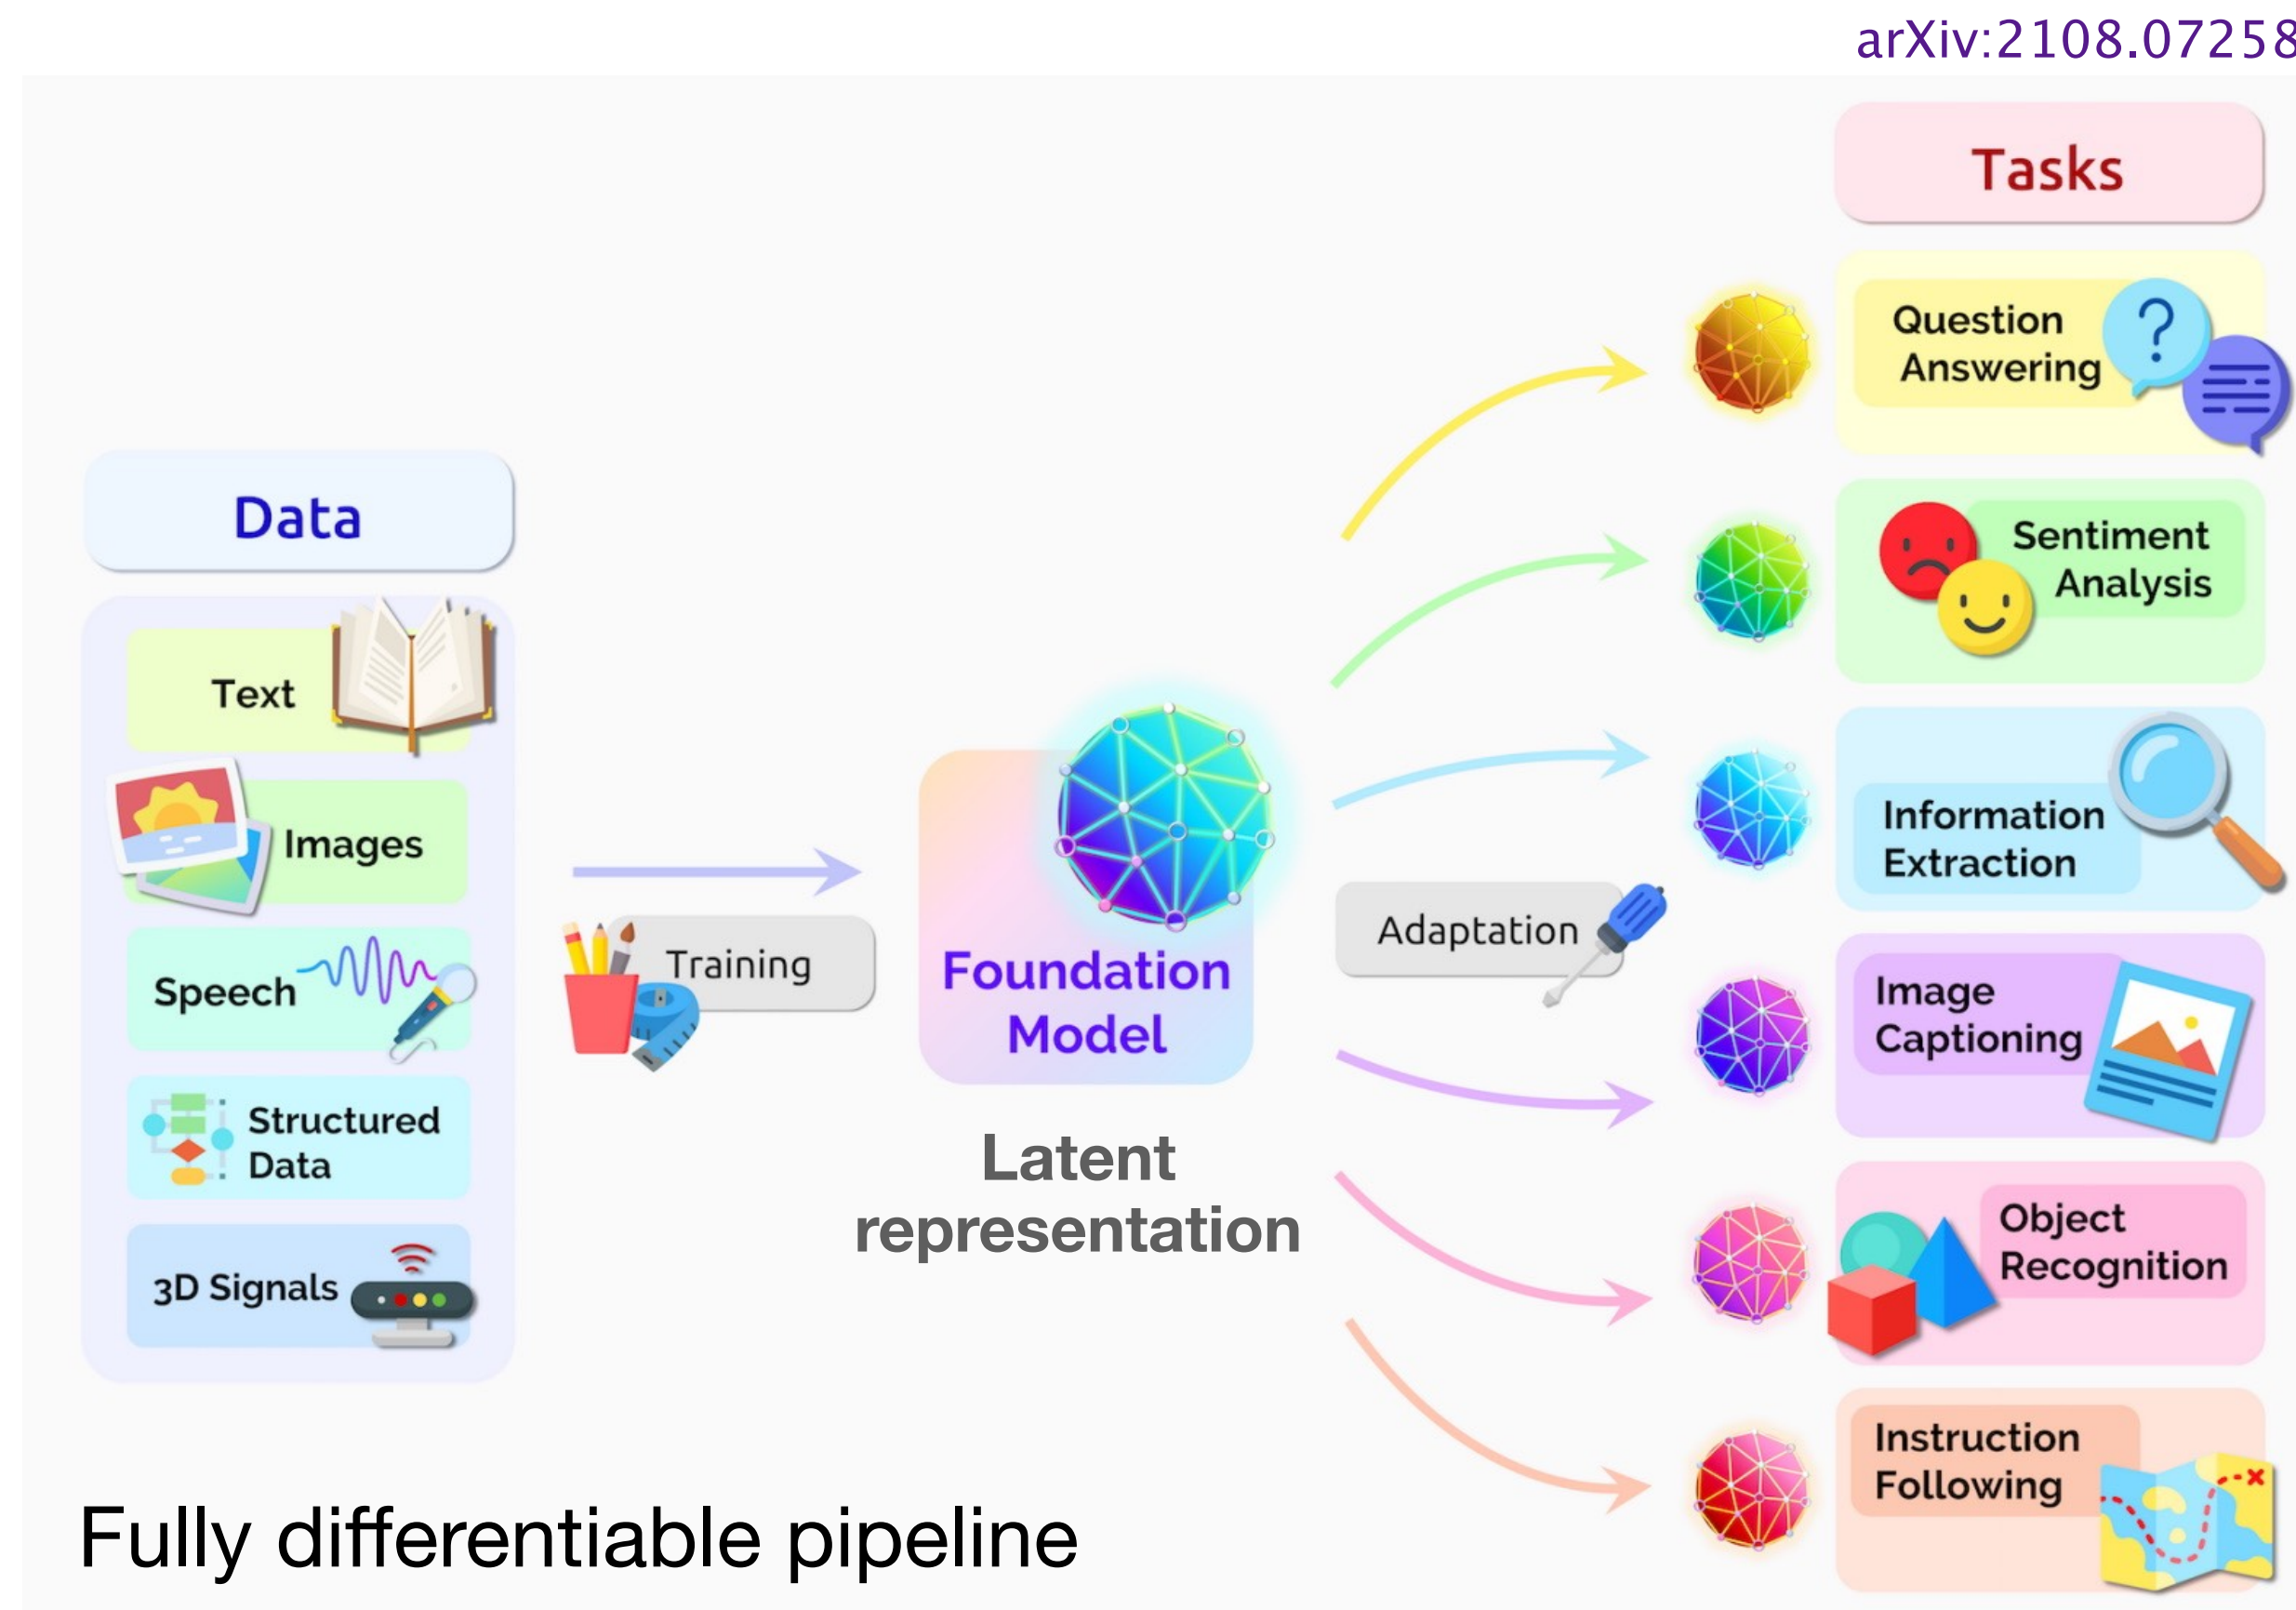 arXiv:2108.07258
Data
Text
Images
Speech
Structured
Data
3D Signals
Training
Foundation
Model
Latent
representation
Adaptation
Tasks
Question
Answering
?
Sentiment
Analysis
Information
Extraction
Image
Captioning
Object
Recognition
Instruction
Following
Fully differentiable pipeline